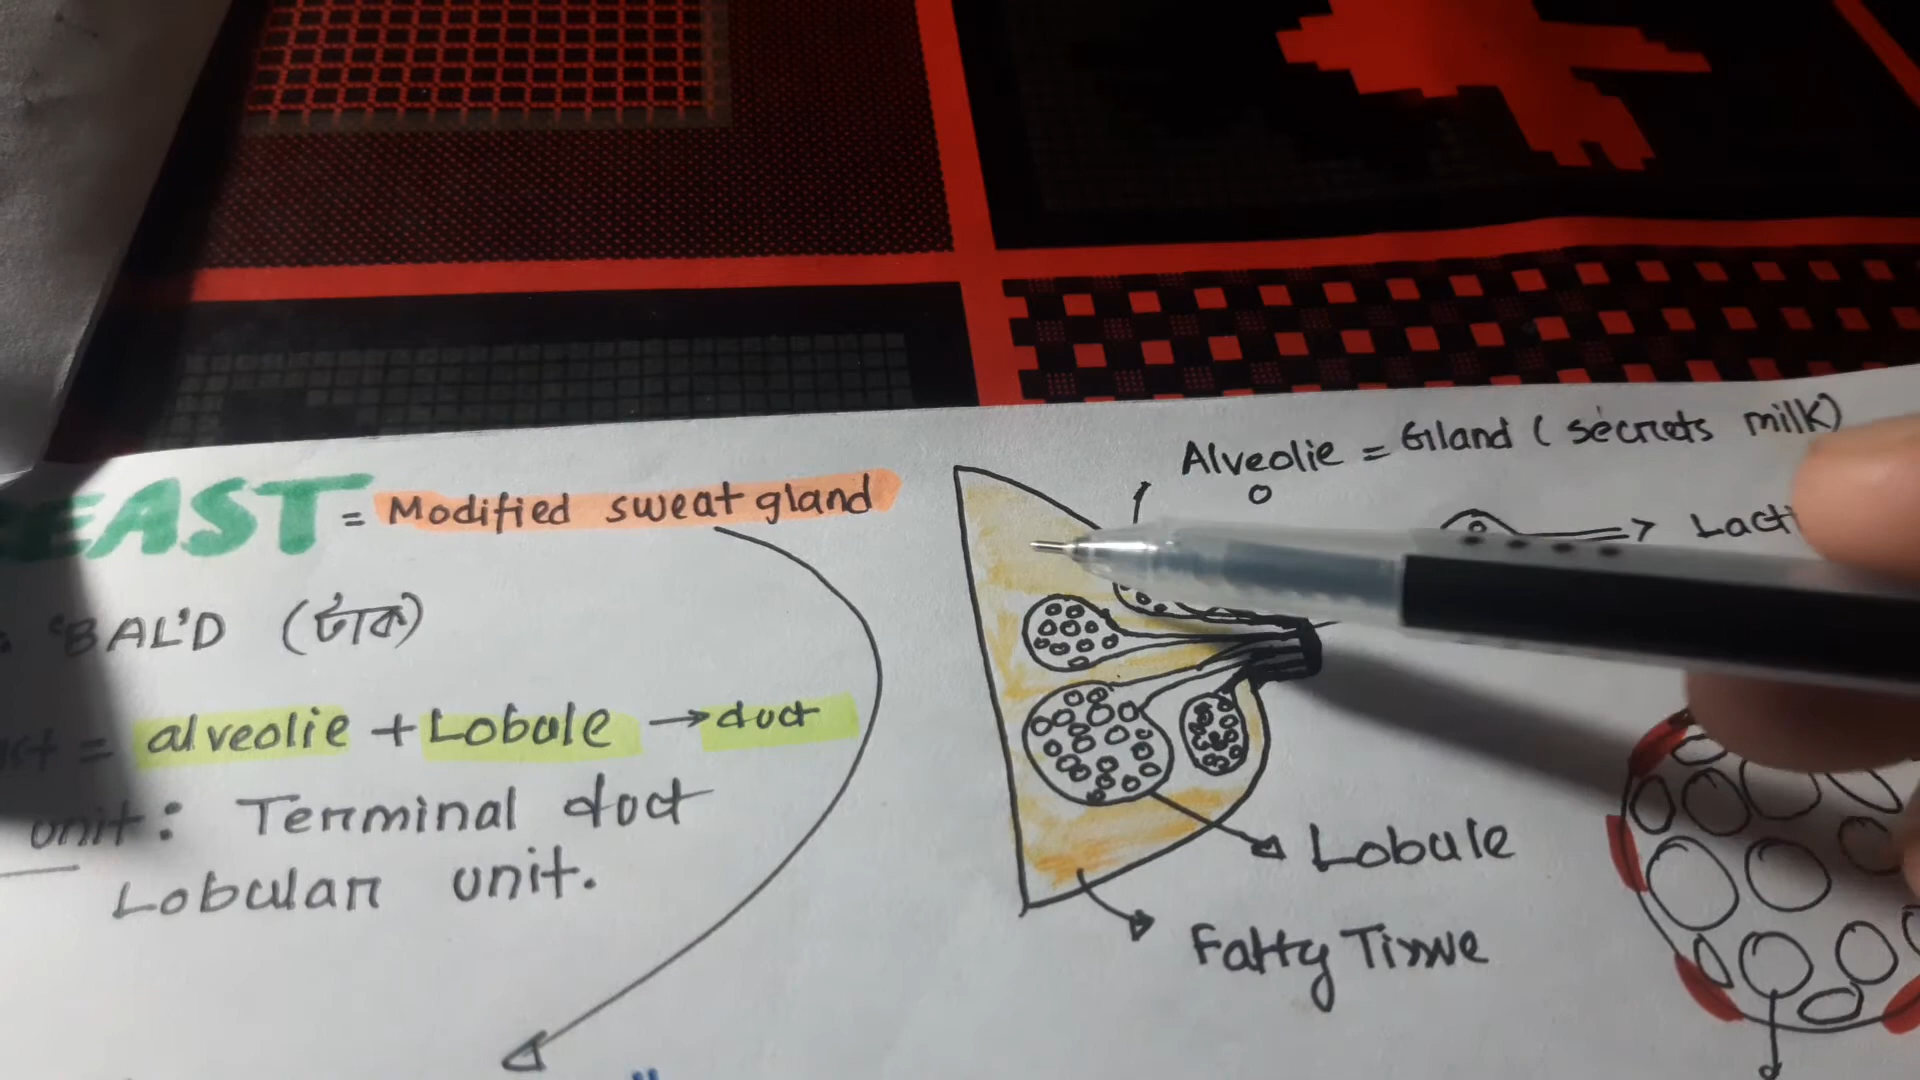 EAST = Modified sweat gland
'BAL'D (টাক)
= alveolie + Lobule → duct
unit: Terminal duct
Lobular unit.
Alveolie = Gland ( secrets milk)
Lact
Lobule
Fatty Tissue